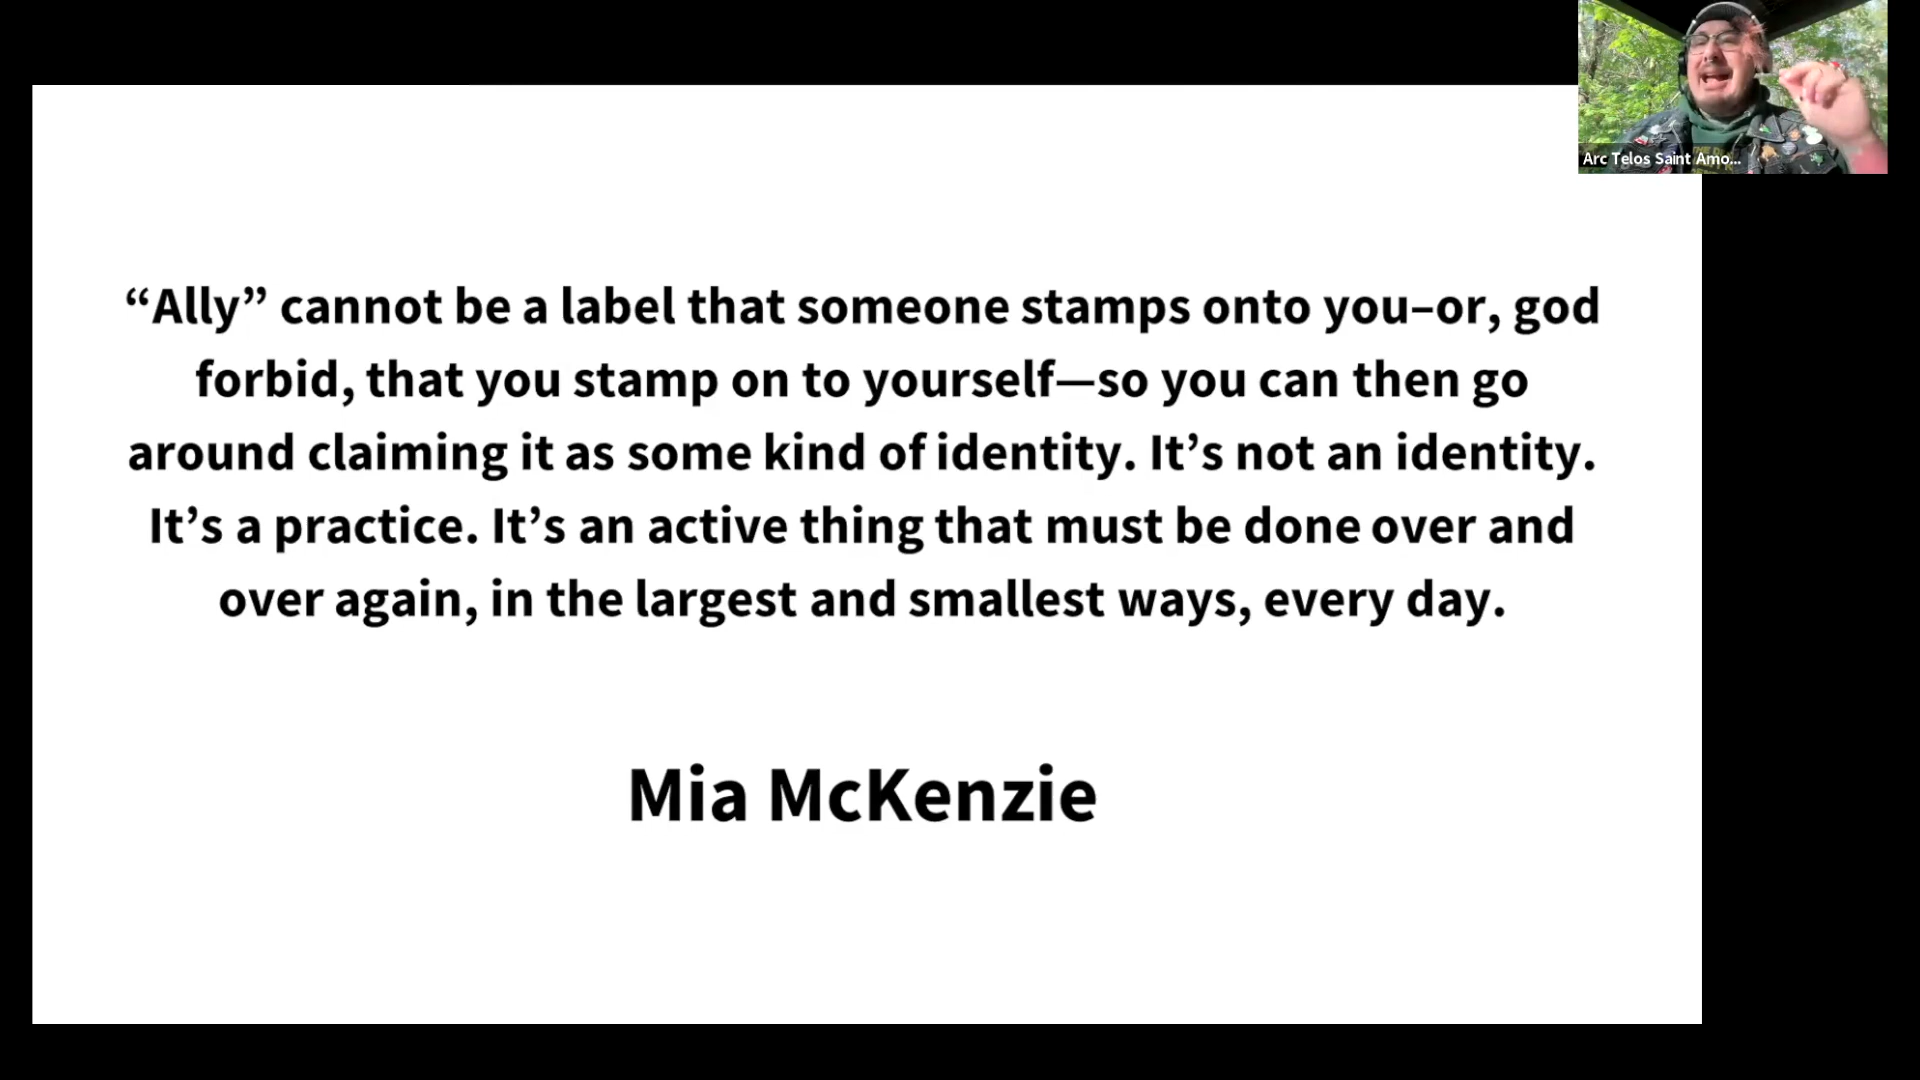 Arc Telos Saint Amo...
“Ally” cannot be a label that someone stamps onto you–or, god
forbid, that you stamp on to yourself—so you can then go
around claiming it as some kind of identity. It’s not an identity.
It’s a practice. It’s an active thing that must be done over and
over again, in the largest and smallest ways, every day.
Mia McKenzie